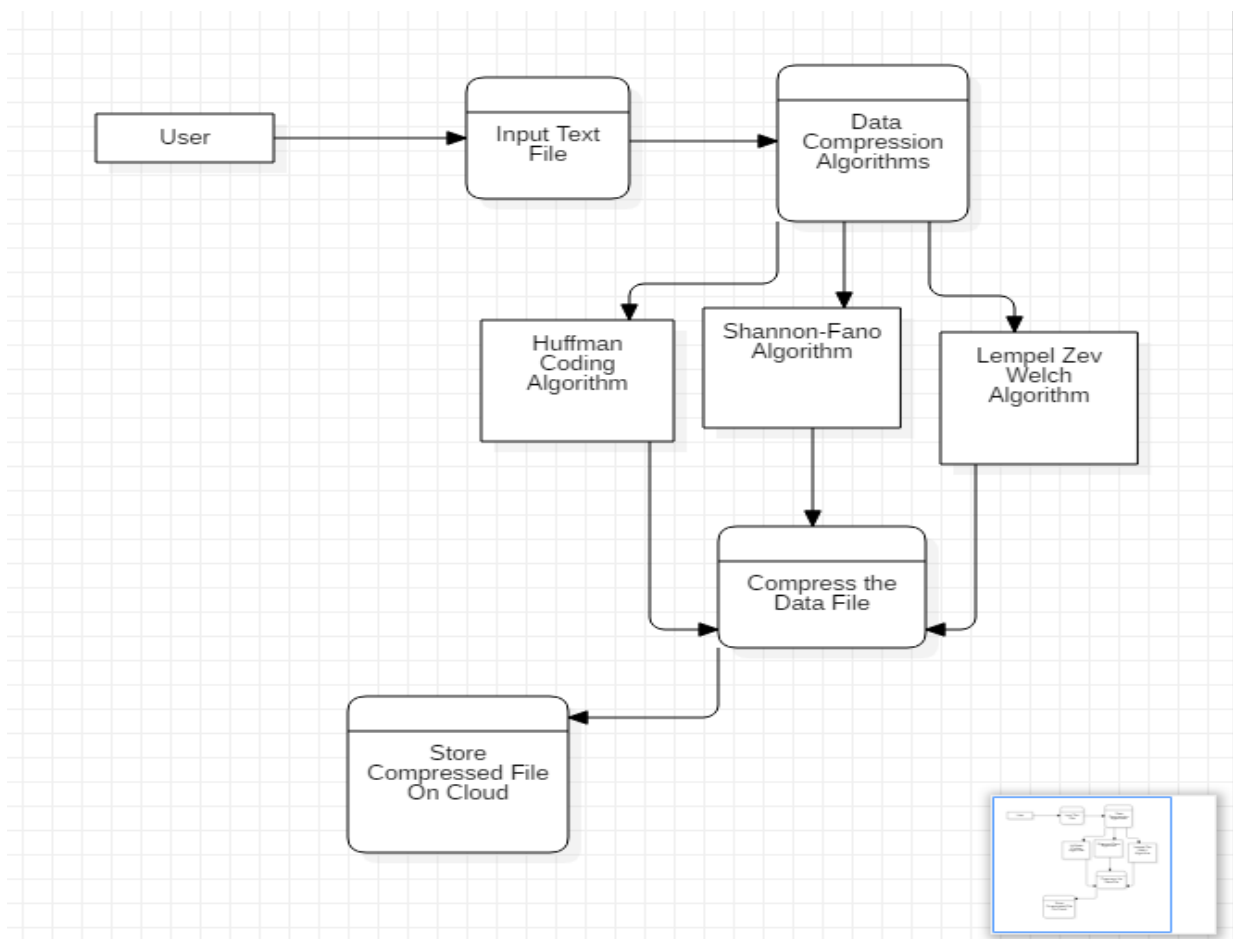 User
Input Text
File
Data
Compression
Algorithms
Huffman
Coding
Algorithm
Shannon-Fano
Algorithm
Lempel Zev
Welch
Algorithm
Compress the
Data File
Store
Compressed File
On Cloud